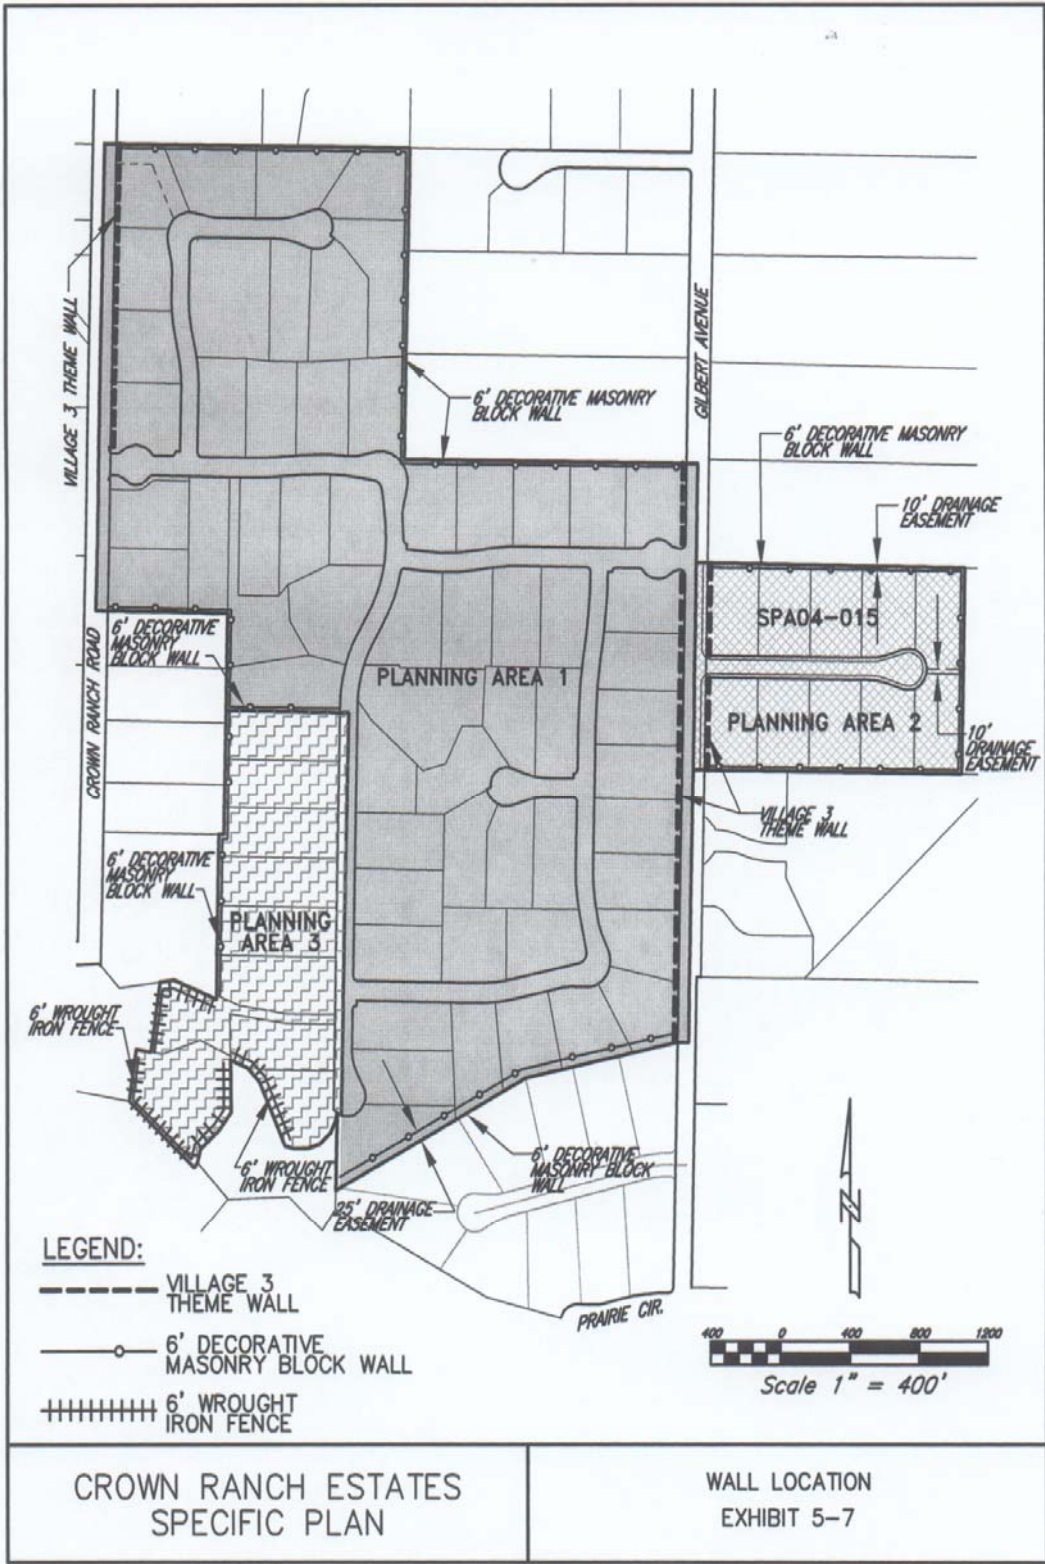 VILLAGE 3 THEME WALL
GILBERT AVENUE
6' DECORATIVE MASONRY
BLOCK WALL
6' DECORATIVE MASONRY
BLOCK WALL
10' DRAINAGE
EASEMENT
SPA04-015
6' DECORATIVE
MASONRY
BLOCK WALL
CROWN RANCH ROAD
PLANNING AREA 1
PLANNING AREA 2
10'
DRAINAGE
EASEMENT
VILLAGE 3
THEME WALL
6' DECORATIVE
MASONRY
BLOCK WALL
PLANNING
AREA 3
6' WROUGHT
IRON FENCE
6' WROUGHT
IRON FENCE
6' DECORATIVE
MASONRY BLOCK
WALL
25' DRAINAGE
EASEMENT
PRAIRIE CIR.
N
LEGEND:
VILLAGE 3
THEME WALL
6' DECORATIVE
MASONRY BLOCK WALL
6' WROUGHT
IRON FENCE
400 0 400 800 1200
Scale 1" = 400'
CROWN RANCH ESTATES
SPECIFIC PLAN
WALL LOCATION
EXHIBIT 5-7